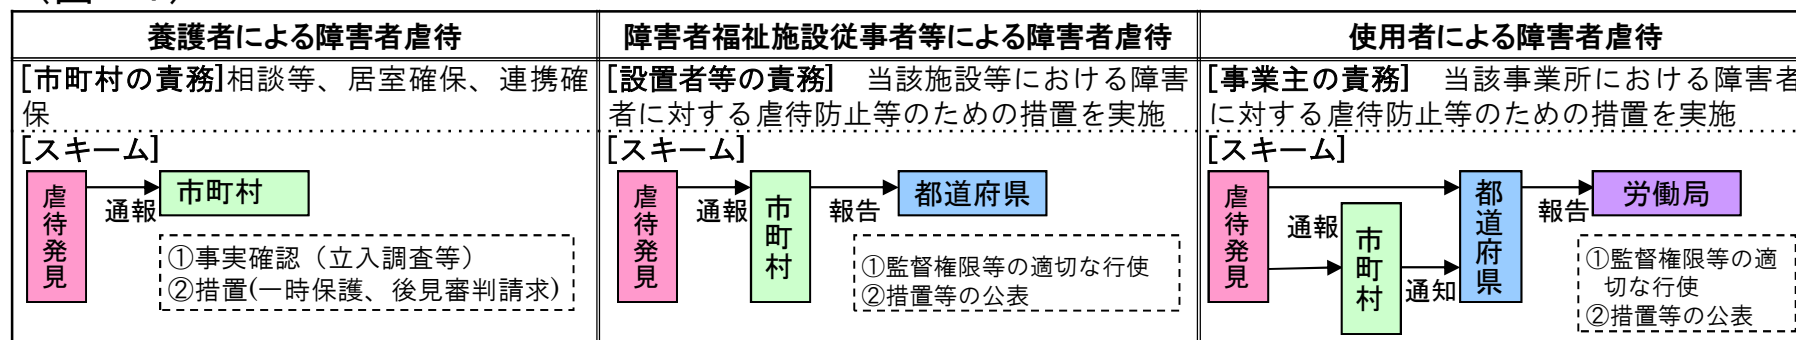 養護者による障害者虐待
[市町村の責務]相談等、居室確保、連携確
保
[スキーム]
虐待発見
通報
市町村
①事実確認（立入調査等）
②措置(一時保護、後見審判請求)
障害者福祉施設従事者等による障害者虐待
[設置者等の責務]　当該施設等における障害
者に対する虐待防止等のための措置を実施
[スキーム]
虐待発見
通報
市町村
報告
都道府県
①監督権限等の適切な行使
②措置等の公表
使用者による障害者虐待
[事業主の責務]　当該事業所における障害者
に対する虐待防止等のための措置を実施
[スキーム]
虐待発見
通報
市町村
通知
都道府県
報告
労働局
①監督権限等の適
切な行使
②措置等の公表